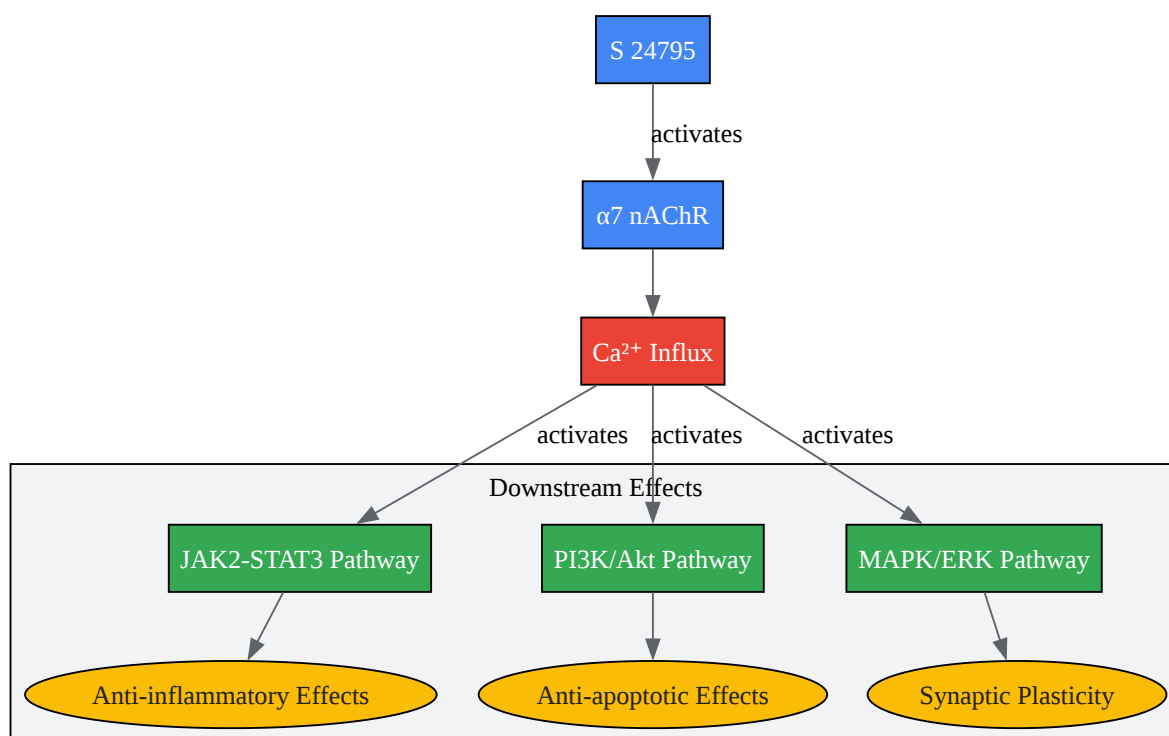 S 24795
activates
α7 nAChR
Ca²⁺ Influx
activates activates activates
Downstream Effects
JAK2-STAT3 Pathway PI3K/Akt Pathway MAPK/ERK Pathway
Anti-inflammatory Effects Anti-apoptotic Effects Synaptic Plasticity